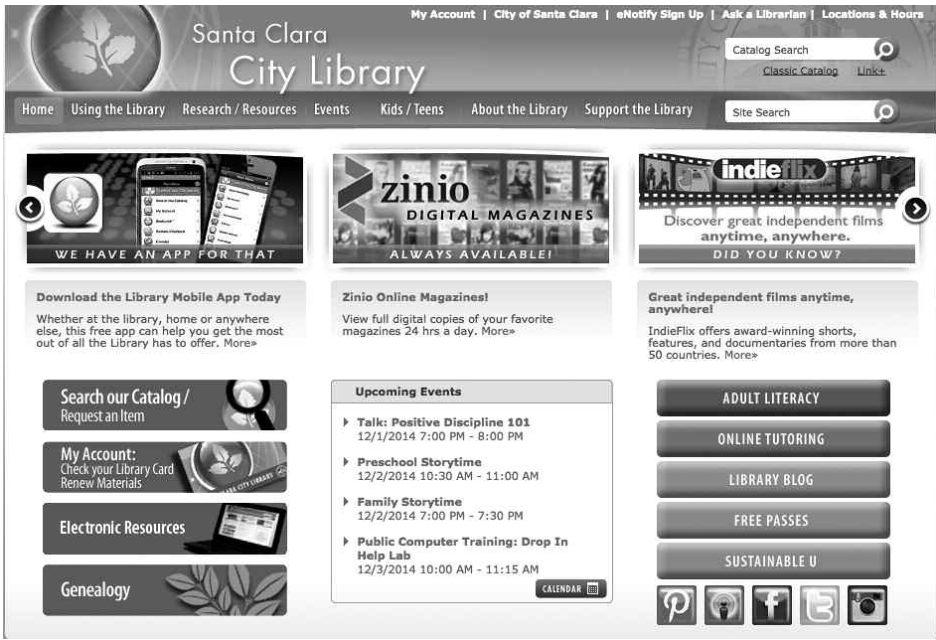 My Account | City of Santa Clara | eNotify Sign Up | Ask a Librarian | Locations & Hours
Santa Clara
City Library
Catalog Search
Classic Catalog Link+
Home Using the Library Research / Resources Events Kids / Teens About the Library Support the Library
Site Search
WE HAVE AN APP FOR THAT
zinio
DIGITAL MAGAZINES
ALWAYS AVAILABLE!
indieflix
Discover great independent films
anytime, anywhere.
DID YOU KNOW?
Download the Library Mobile App Today
Whether at the library, home or anywhere
else, this free app can help you get the most
out of all the Library has to offer. More»
Zinio Online Magazines!
View full digital copies of your favorite
magazines 24 hrs a day. More»
Great independent films anytime,
anywhere!
IndieFlix offers award-winning shorts,
features, and documentaries from more than
50 countries. More»
Search our Catalog /
Request an Item
My Account:
Check your Library Card
Renew Materials
Electronic Resources
Genealogy
Upcoming Events
Talk: Positive Discipline 101
12/1/2014 7:00 PM - 8:00 PM
Preschool Storytime
12/2/2014 10:30 AM - 11:00 AM
Family Storytime
12/2/2014 7:00 PM - 7:30 PM
Public Computer Training: Drop In
Help Lab
12/3/2014 10:00 AM - 11:15 AM
CALENDAR
ADULT LITERACY
ONLINE TUTORING
LIBRARY BLOG
FREE PASSES
SUSTAINABLE U